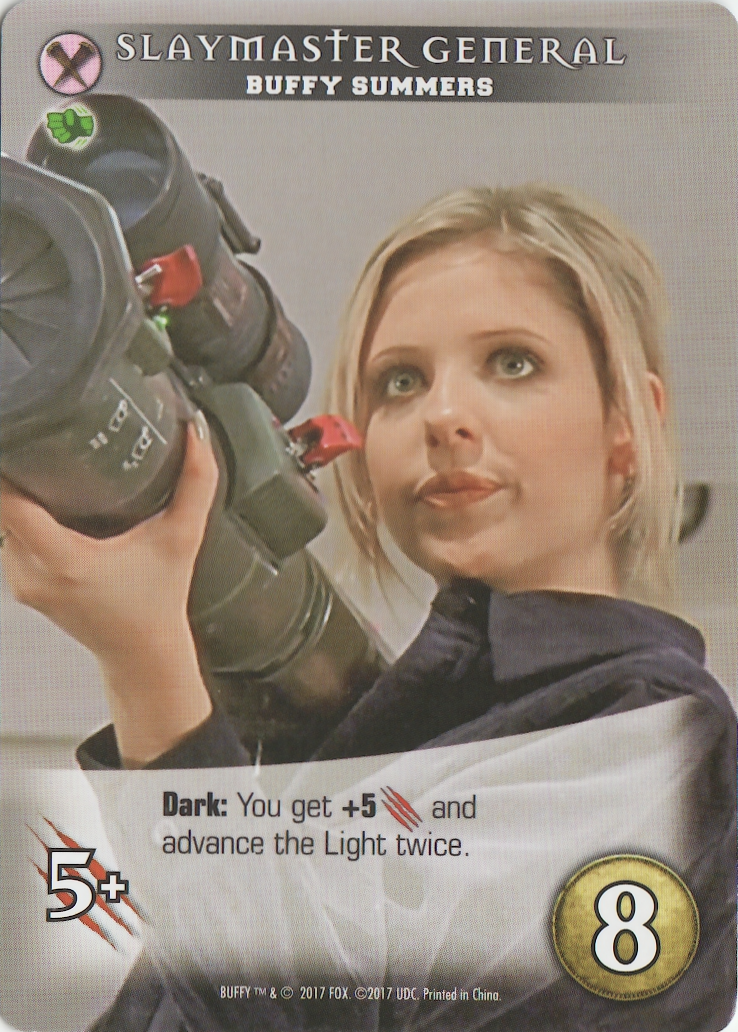 SLAYMASTER GENERAL
BUFFY SUMMERS
Dark: You get +5 and
advance the Light twice.
5+
8
BUFFY ™ & © 2017 FOX. ©2017 UDC. Printed in China.